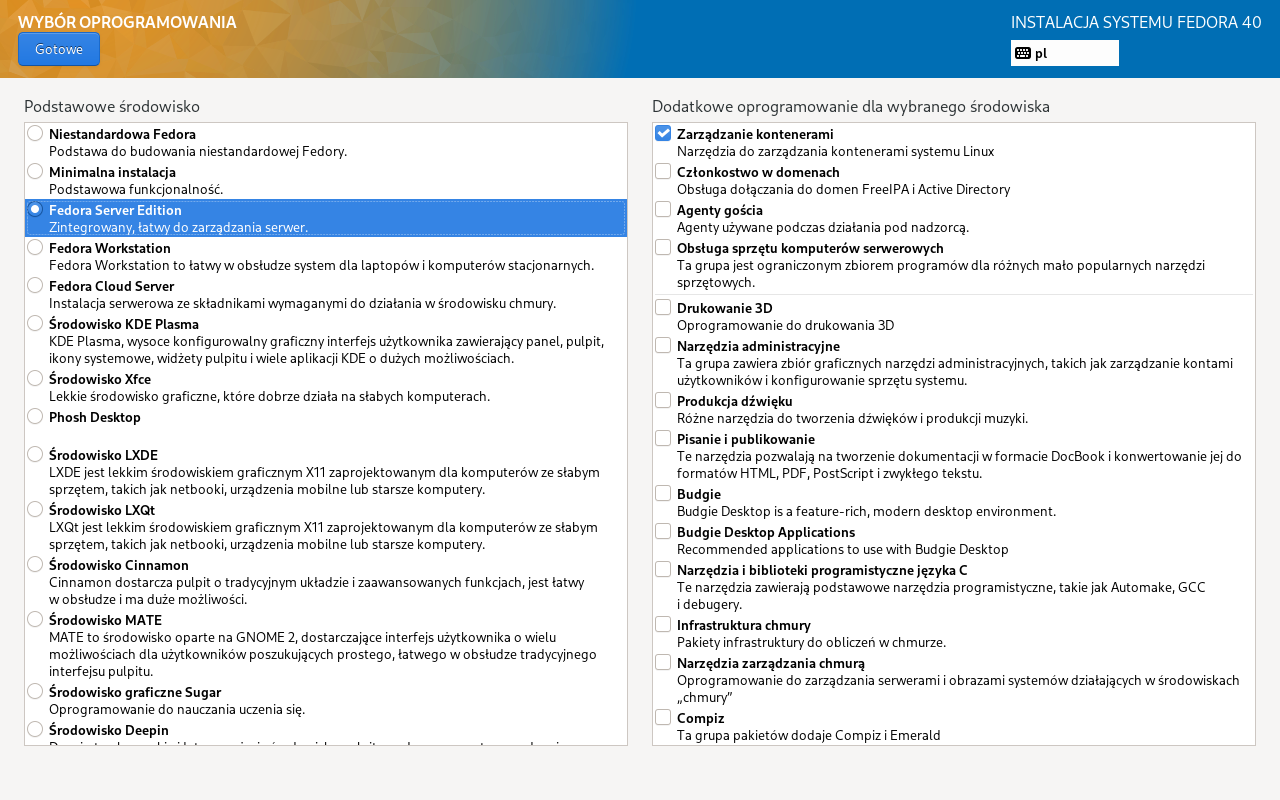 WYBÓR OPROGRAMOWANIA
Gotowe
INSTALACJA SYSTEMU FEDORA 40
pl
Podstawowe środowisko
Niestandardowa Fedora
Podstawa do budowania niestandardowej Fedory.
Minimalna instalacja
Podstawowa funkcjonalność.
Fedora Server Edition
Zintegrowany, łatwy do zarządzania serwer.
Fedora Workstation
Fedora Workstation to łatwy w obsłudze system dla laptopów i komputerów stacjonarnych.
Fedora Cloud Server
Instalacja serwerowa ze składnikami wymaganymi do działania w środowisku chmury.
Środowisko KDE Plasma
KDE Plasma, wysoce konfigurowalny graficzny interfejs użytkownika zawierający panel, pulpit,
ikony systemowe, widżety pulpitu i wiele aplikacji KDE o dużych możliwościach.
Środowisko Xfce
Lekkie środowisko graficzne, które dobrze działa na słabych komputerach.
Phosh Desktop
Środowisko LXDE
LXDE jest lekkim środowiskiem graficznym X11 zaprojektowanym dla komputerów ze słabym
sprzętem, takich jak netbooki, urządzenia mobilne lub starsze komputery.
Środowisko LXQt
LXQt jest lekkim środowiskiem graficznym X11 zaprojektowanym dla komputerów ze słabym
sprzętem, takich jak netbooki, urządzenia mobilne lub starsze komputery.
Środowisko Cinnamon
Cinnamon dostarcza pulpit o tradycyjnym układzie i zaawansowanych funkcjach, jest łatwy
w obsłudze i ma duże możliwości.
Środowisko MATE
MATE to środowisko oparte na GNOME 2, dostarczające interfejs użytkownika o wielu
możliwościach dla użytkowników poszukujących prostego, łatwego w obsłudze tradycyjnego
interfejsu pulpitu.
Środowisko graficzne Sugar
Oprogramowanie do nauczania uczenia się.
Środowisko Deepin
Dodatkowe oprogramowanie dla wybranego środowiska
Zarządzanie kontenerami
Narzędzia do zarządzania kontenerami systemu Linux
Członkostwo w domenach
Obsługa dołączania do domen FreeIPA i Active Directory
Agenty gościa
Agenty używane podczas działania pod nadzorcą.
Obsługa sprzętu komputerów serwerowych
Ta grupa jest ograniczonym zbiorem programów dla różnych mało popularnych narzędzi
sprzętowych.
Drukowanie 3D
Oprogramowanie do drukowania 3D
Narzędzia administracyjne
Ta grupa zawiera zbiór graficznych narzędzi administracyjnych, takich jak zarządzanie kontami
użytkowników i konfigurowanie sprzętu systemu.
Produkcja dźwięku
Różne narzędzia do tworzenia dźwięków i produkcji muzyki.
Pisanie i publikowanie
Te narzędzia pozwalają na tworzenie dokumentacji w formacie DocBook i konwertowanie jej do
formatów HTML, PDF, PostScript i zwykłego tekstu.
Budgie
Budgie Desktop is a feature-rich, modern desktop environment.
Budgie Desktop Applications
Recommended applications to use with Budgie Desktop
Narzędzia i biblioteki programistyczne języka C
Te narzędzia zawierają podstawowe narzędzia programistyczne, takie jak Automake, GCC
i debugery.
Infrastruktura chmury
Pakiety infrastruktury do obliczeń w chmurze.
Narzędzia zarządzania chmurą
Oprogramowanie do zarządzania serwerami i obrazami systemów działających w środowiskach
„chmury”
Compiz
Ta grupa pakietów dodaje Compiz i Emerald